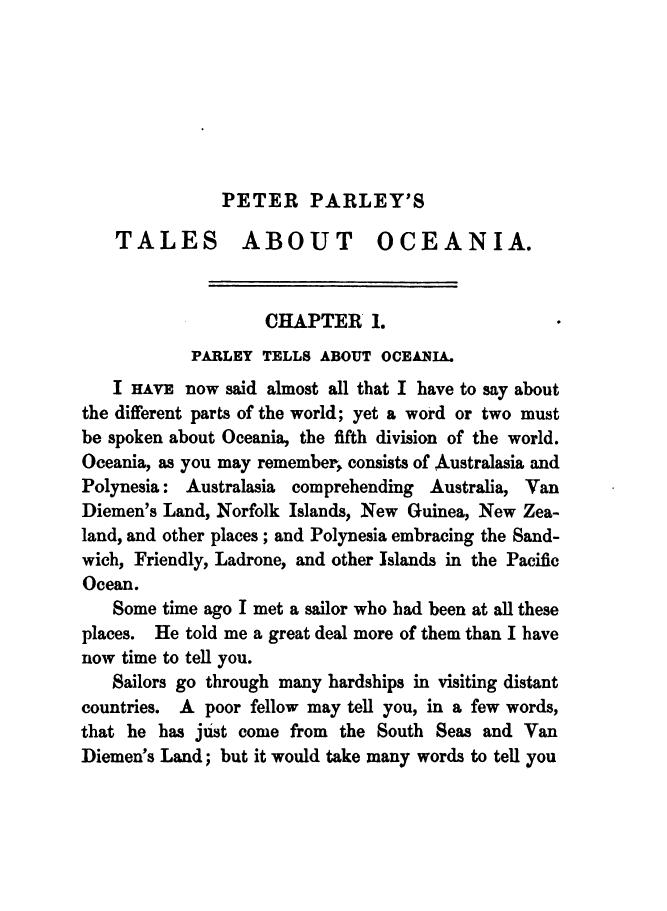 PETER PARLEY'S
TALES ABOUT OCEANIA.
CHAPTER I.
PARLEY TELLS ABOUT OCEANIA.
I HAVE now said almost all that I have to say about
the different parts of the world; yet a word or two must
be spoken about Oceania, the fifth division of the world.
Oceania, as you may remember, consists of Australasia and
Polynesia: Australasia comprehending Australia, Van
Diemen's Land, Norfolk Islands, New Guinea, New Zea-
land, and other places; and Polynesia embracing the Sand-
wich, Friendly, Ladrone, and other Islands in the Pacific
Ocean.
Some time ago I met a sailor who had been at all these
places. He told me a great deal more of them than I have
now time to tell you.
Sailors go through many hardships in visiting distant
countries. A poor fellow may tell you, in a few words,
that he has just come from the South Seas and Van
Diemen's Land; but it would take many words to tell you